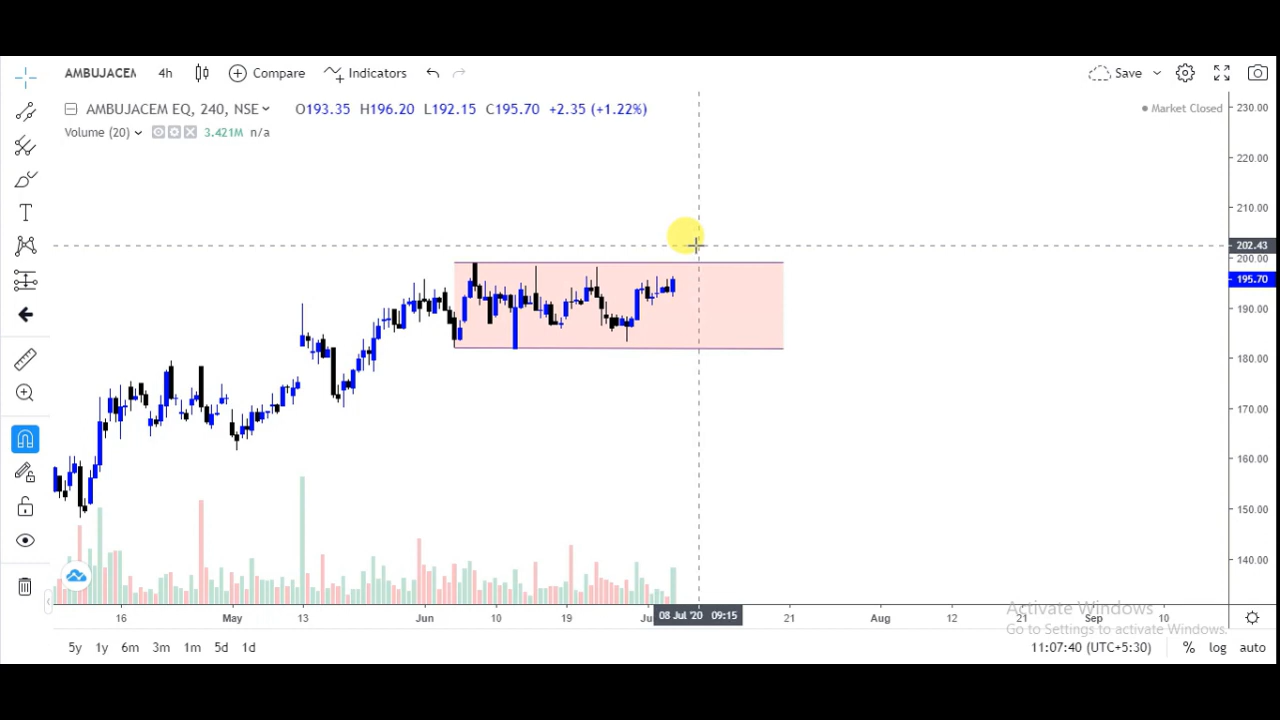 AMBUJACEM 4h Compare Indicators Save
AMBUJACEM EQ, 240, NSE O193.35 H196.20 L192.15 C195.70 +2.35 (+1.22%) Market Closed
Volume (20) 3.421M n/a
230.00
220.00
210.00
202.43
200.00
195.70
190.00
180.00
170.00
160.00
150.00
140.00
16 May 13 Jun 10 19 08 Jul '20 09:15 21 Aug 12 21 Sep 10
Activate Windows
Go to Settings to activate Windows.
5y 1y 6m 3m 1m 5d 1d 11:07:40 (UTC+5:30) % log auto